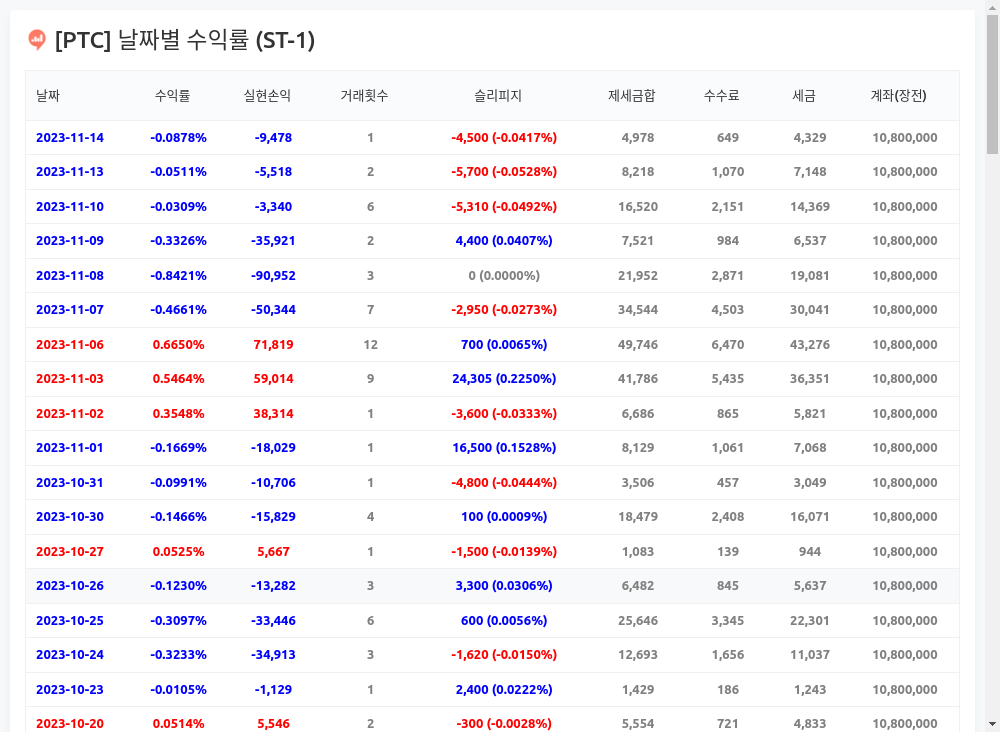 [PTC] 날짜별 수익률 (ST-1)
날짜 수익률 실현손익 거래횟수 슬리피지 제세금합 수수료 세금 계좌(장전)
2023-11-14 -0.0878% -9,478 1 -4,500 (-0.0417%) 4,978 649 4,329 10,800,000
2023-11-13 -0.0511% -5,518 2 -5,700 (-0.0528%) 8,218 1,070 7,148 10,800,000
2023-11-10 -0.0309% -3,340 6 -5,310 (-0.0492%) 16,520 2,151 14,369 10,800,000
2023-11-09 -0.3326% -35,921 2 4,400 (0.0407%) 7,521 984 6,537 10,800,000
2023-11-08 -0.8421% -90,952 3 0 (0.0000%) 21,952 2,871 19,081 10,800,000
2023-11-07 -0.4661% -50,344 7 -2,950 (-0.0273%) 34,544 4,503 30,041 10,800,000
2023-11-06 0.6650% 71,819 12 700 (0.0065%) 49,746 6,470 43,276 10,800,000
2023-11-03 0.5464% 59,014 9 24,305 (0.2250%) 41,786 5,435 36,351 10,800,000
2023-11-02 0.3548% 38,314 1 -3,600 (-0.0333%) 6,686 865 5,821 10,800,000
2023-11-01 -0.1669% -18,029 1 16,500 (0.1528%) 8,129 1,061 7,068 10,800,000
2023-10-31 -0.0991% -10,706 1 -4,800 (-0.0444%) 3,506 457 3,049 10,800,000
2023-10-30 -0.1466% -15,829 4 100 (0.0009%) 18,479 2,408 16,071 10,800,000
2023-10-27 0.0525% 5,667 1 -1,500 (-0.0139%) 1,083 139 944 10,800,000
2023-10-26 -0.1230% -13,282 3 3,300 (0.0306%) 6,482 845 5,637 10,800,000
2023-10-25 -0.3097% -33,446 6 600 (0.0056%) 25,646 3,345 22,301 10,800,000
2023-10-24 -0.3233% -34,913 3 -1,620 (-0.0150%) 12,693 1,656 11,037 10,800,000
2023-10-23 -0.0105% -1,129 1 2,400 (0.0222%) 1,429 186 1,243 10,800,000
2023-10-20 0.0514% 5,546 2 -300 (-0.0028%) 5,554 721 4,833 10,800,000